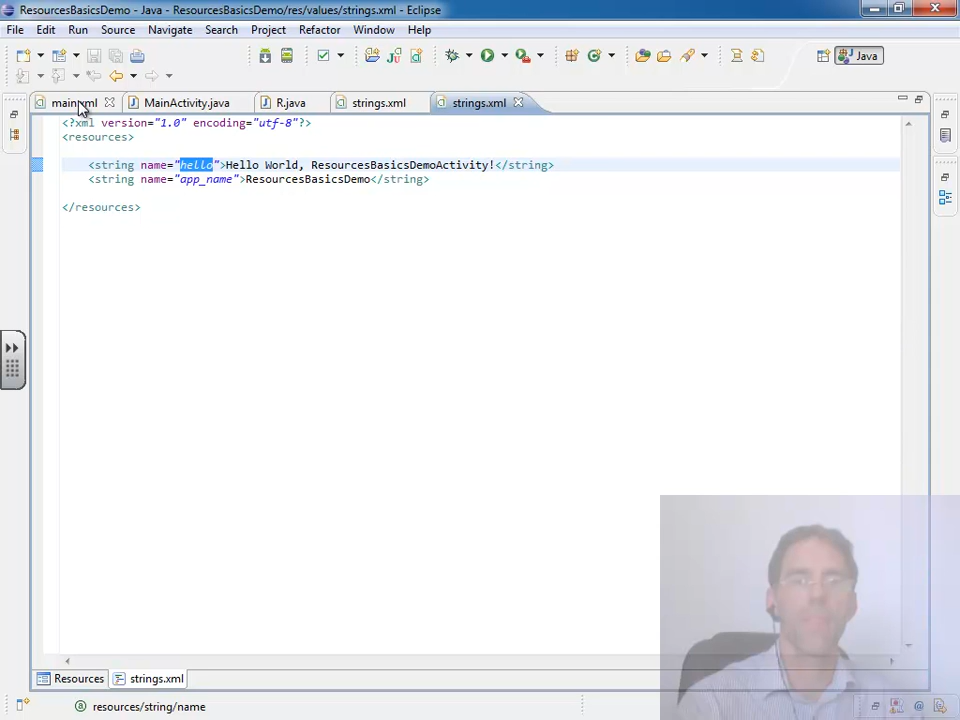 ResourcesBasicsDemo - Java - ResourcesBasicsDemo/res/values/strings.xml - Eclipse
File Edit Run Source Navigate Search Project Refactor Window Help
Java
main.xml MainActivity.java R.java strings.xml strings.xml
<?xml version="1.0" encoding="utf-8"?>
<resources>
<string name="hello">Hello World, ResourcesBasicsDemoActivity!</string>
<string name="app_name">ResourcesBasicsDemo</string>
</resources>
Resources strings.xml
resources/string/name